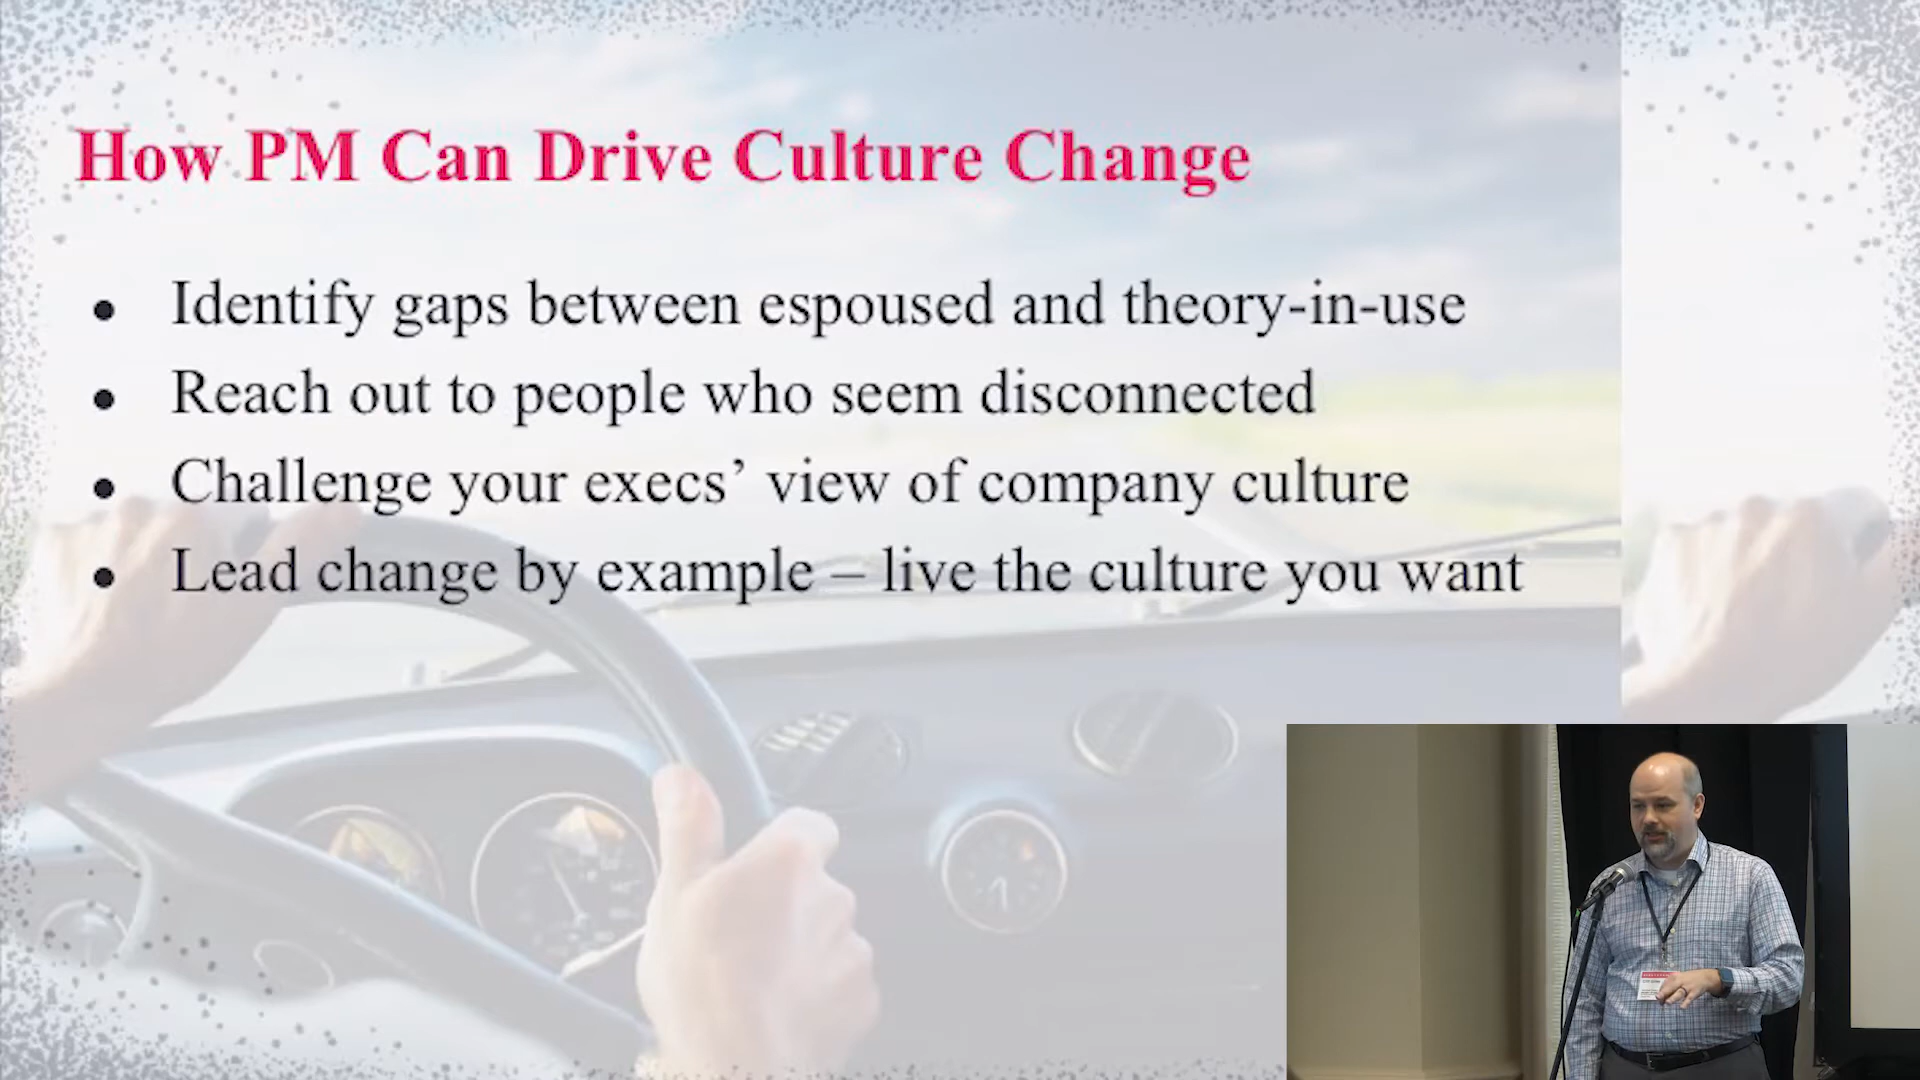 How PM Can Drive Culture Change
• Identify gaps between espoused and theory-in-use
• Reach out to people who seem disconnected
• Challenge your execs’ view of company culture
• Lead change by example – live the culture you want